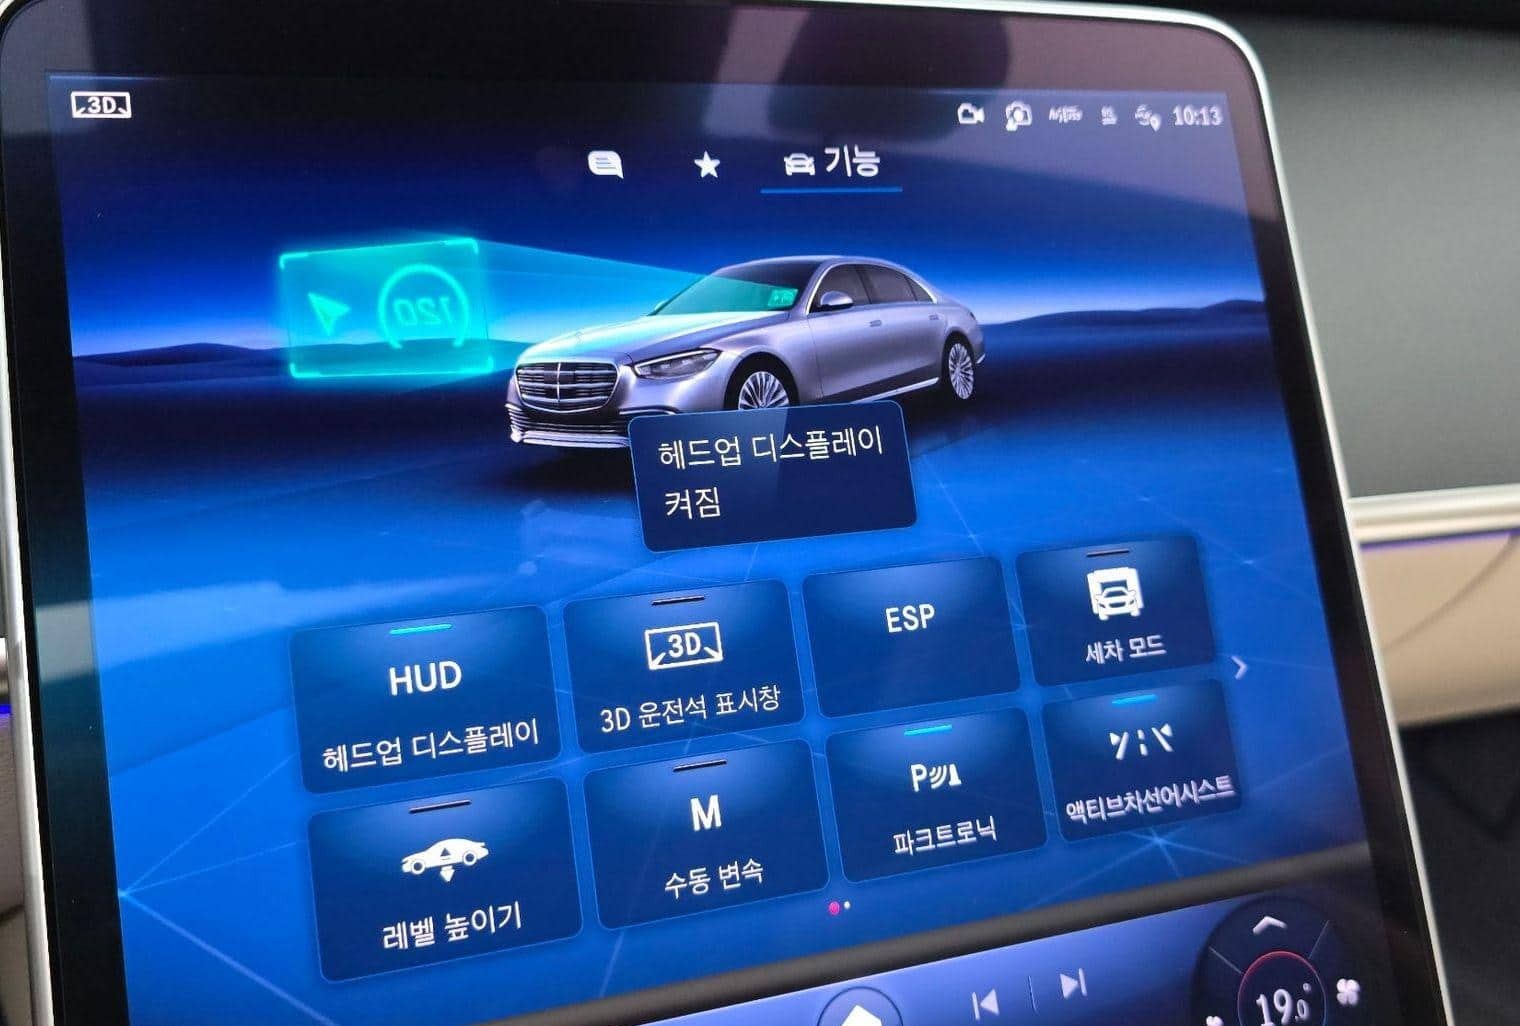 3D
10:13
기능
120
헤드업 디스플레이
켜짐
HUD
헤드업 디스플레이
3D
3D 운전석 표시창
ESP
세차 모드
레벨 높이기
M
수동 변속
P
파크트로닉
액티브차선어시스트
19.0°